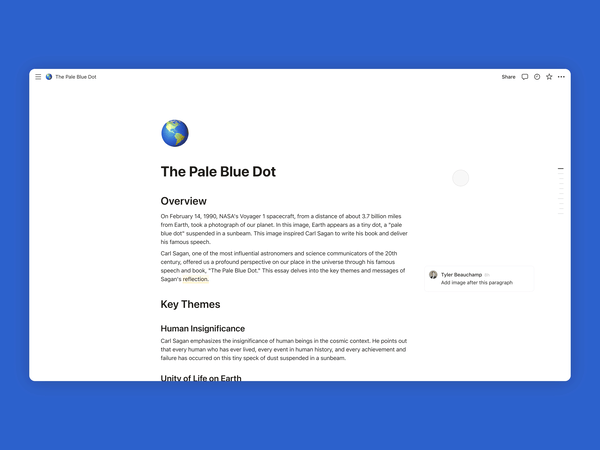 The Pale Blue Dot
Share
The Pale Blue Dot
Overview
On February 14, 1990, NASA's Voyager 1 spacecraft, from a distance of about 3.7 billion miles
from Earth, took a photograph of our planet. In this image, Earth appears as a tiny dot, a "pale
blue dot" suspended in a sunbeam. This image inspired Carl Sagan to write his book and deliver
his famous speech.
Carl Sagan, one of the most influential astronomers and science communicators of the 20th
century, offered us a profound perspective on our place in the universe through his famous
speech and book, "The Pale Blue Dot." This essay delves into the key themes and messages of
Sagan's reflection.
Tyler Beauchamp
Add image after this paragraph
Key Themes
Human Insignificance
Carl Sagan emphasizes the insignificance of human beings in the cosmic context. He points out
that every human who has ever lived, every event in human history, and every achievement and
failure has occurred on this tiny speck of dust suspended in a sunbeam.
Unity of Life on Earth